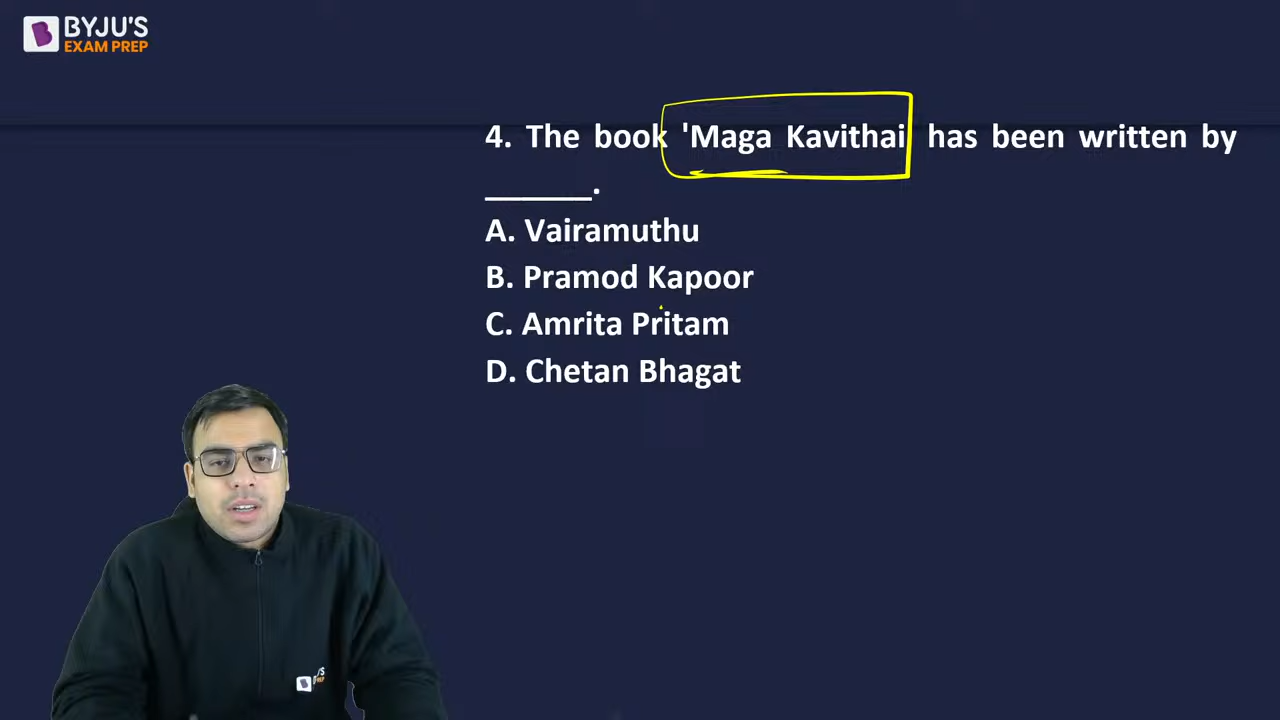 BYJU'S
EXAM PREP
4. The book 'Maga Kavithai' has been written by
______.
A. Vairamuthu
B. Pramod Kapoor
C. Amrita Pritam
D. Chetan Bhagat